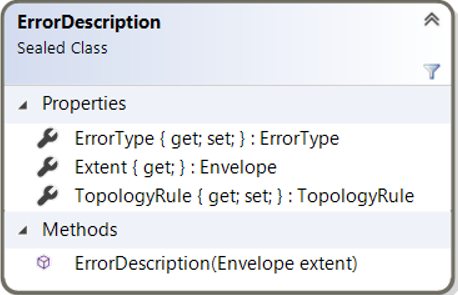 ErrorDescription
Sealed Class
Properties
ErrorType { get; set; } : ErrorType
Extent { get; } : Envelope
TopologyRule { get; set; } : TopologyRule
Methods
ErrorDescription(Envelope extent)